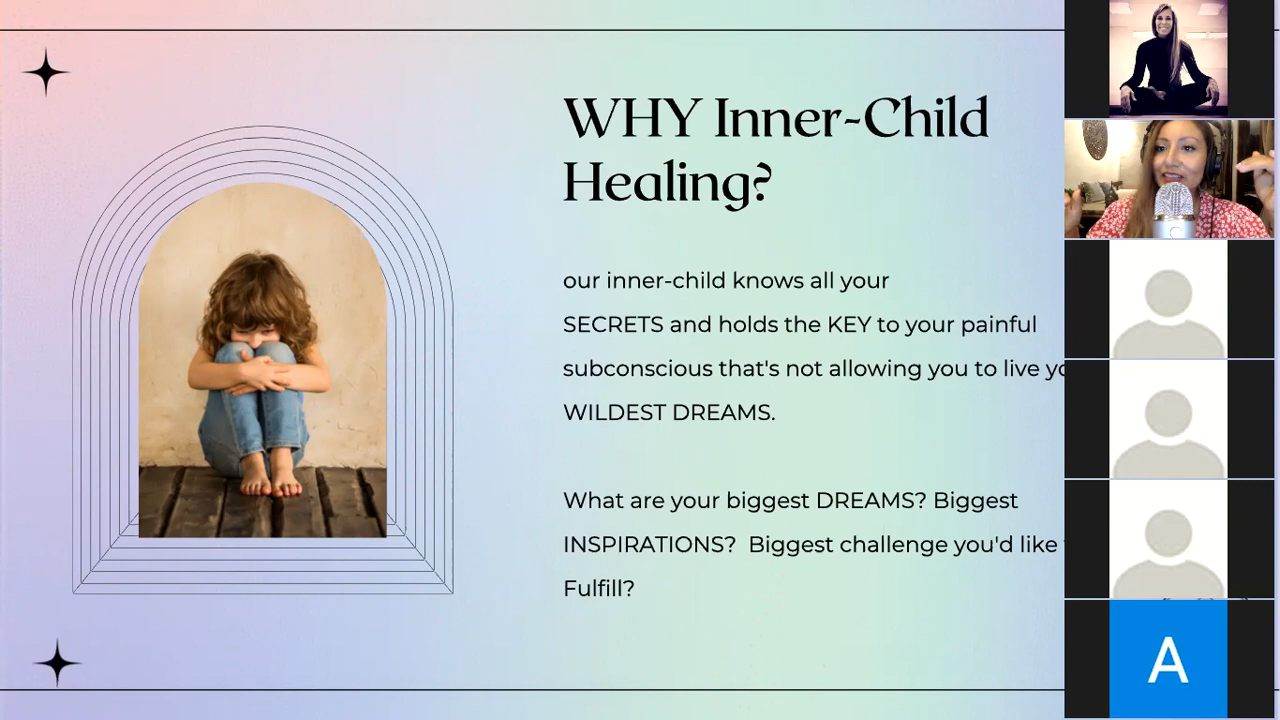 WHY Inner-Child
Healing?
our inner-child knows all your
SECRETS and holds the KEY to your painful
subconscious that's not allowing you to live
WILDEST DREAMS.
What are your biggest DREAMS? Biggest
INSPIRATIONS? Biggest challenge you'd like
Fulfill?
A